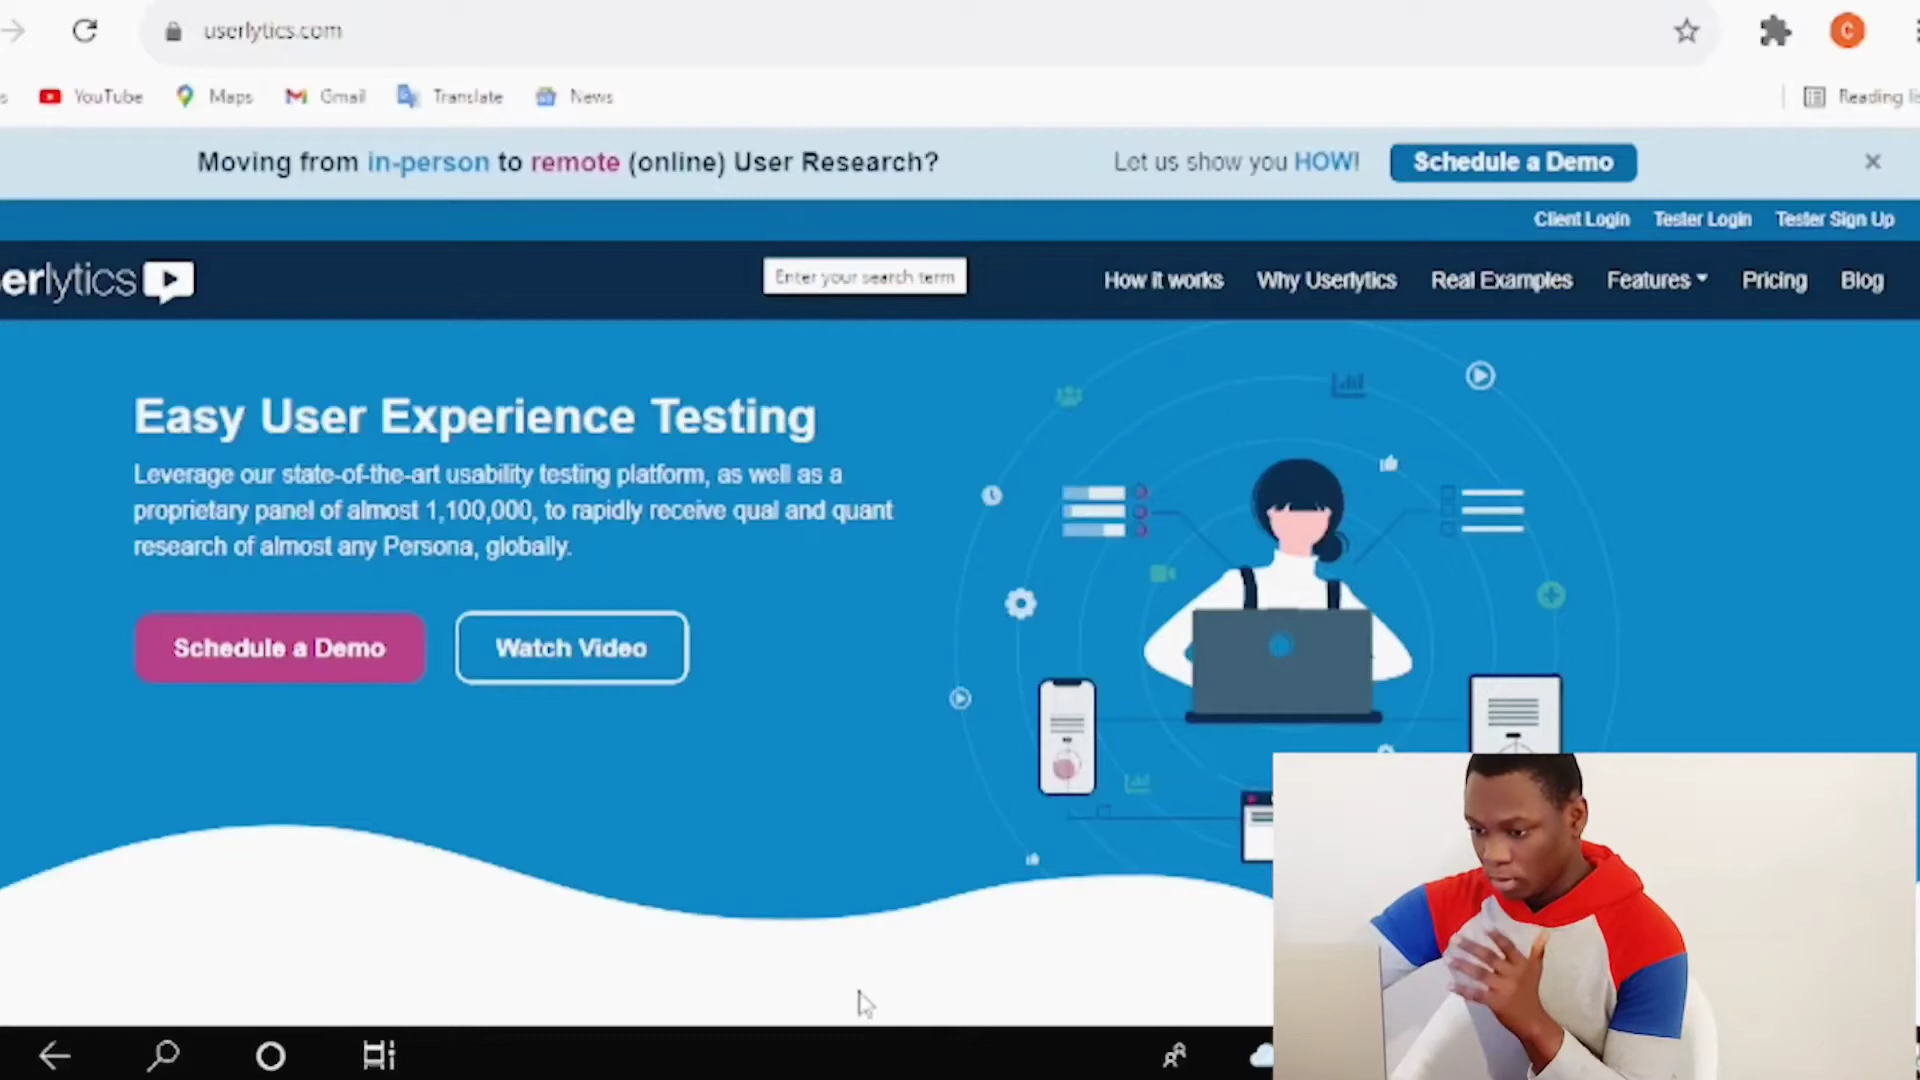 userlytics.com
C
s
YouTube
Maps
Gmail
Translate
News
Reading lis
Moving from in-person to remote (online) User Research?
Let us show you HOW!
Schedule a Demo
Client Login
Tester Login
Tester Sign Up
erlytics
Enter your search term
How it works
Why Userlytics
Real Examples
Features
Pricing
Blog
Easy User Experience Testing
Leverage our state-of-the-art usability testing platform, as well as a
proprietary panel of almost 1,100,000, to rapidly receive qual and quant
research of almost any Persona, globally.
Schedule a Demo
Watch Video